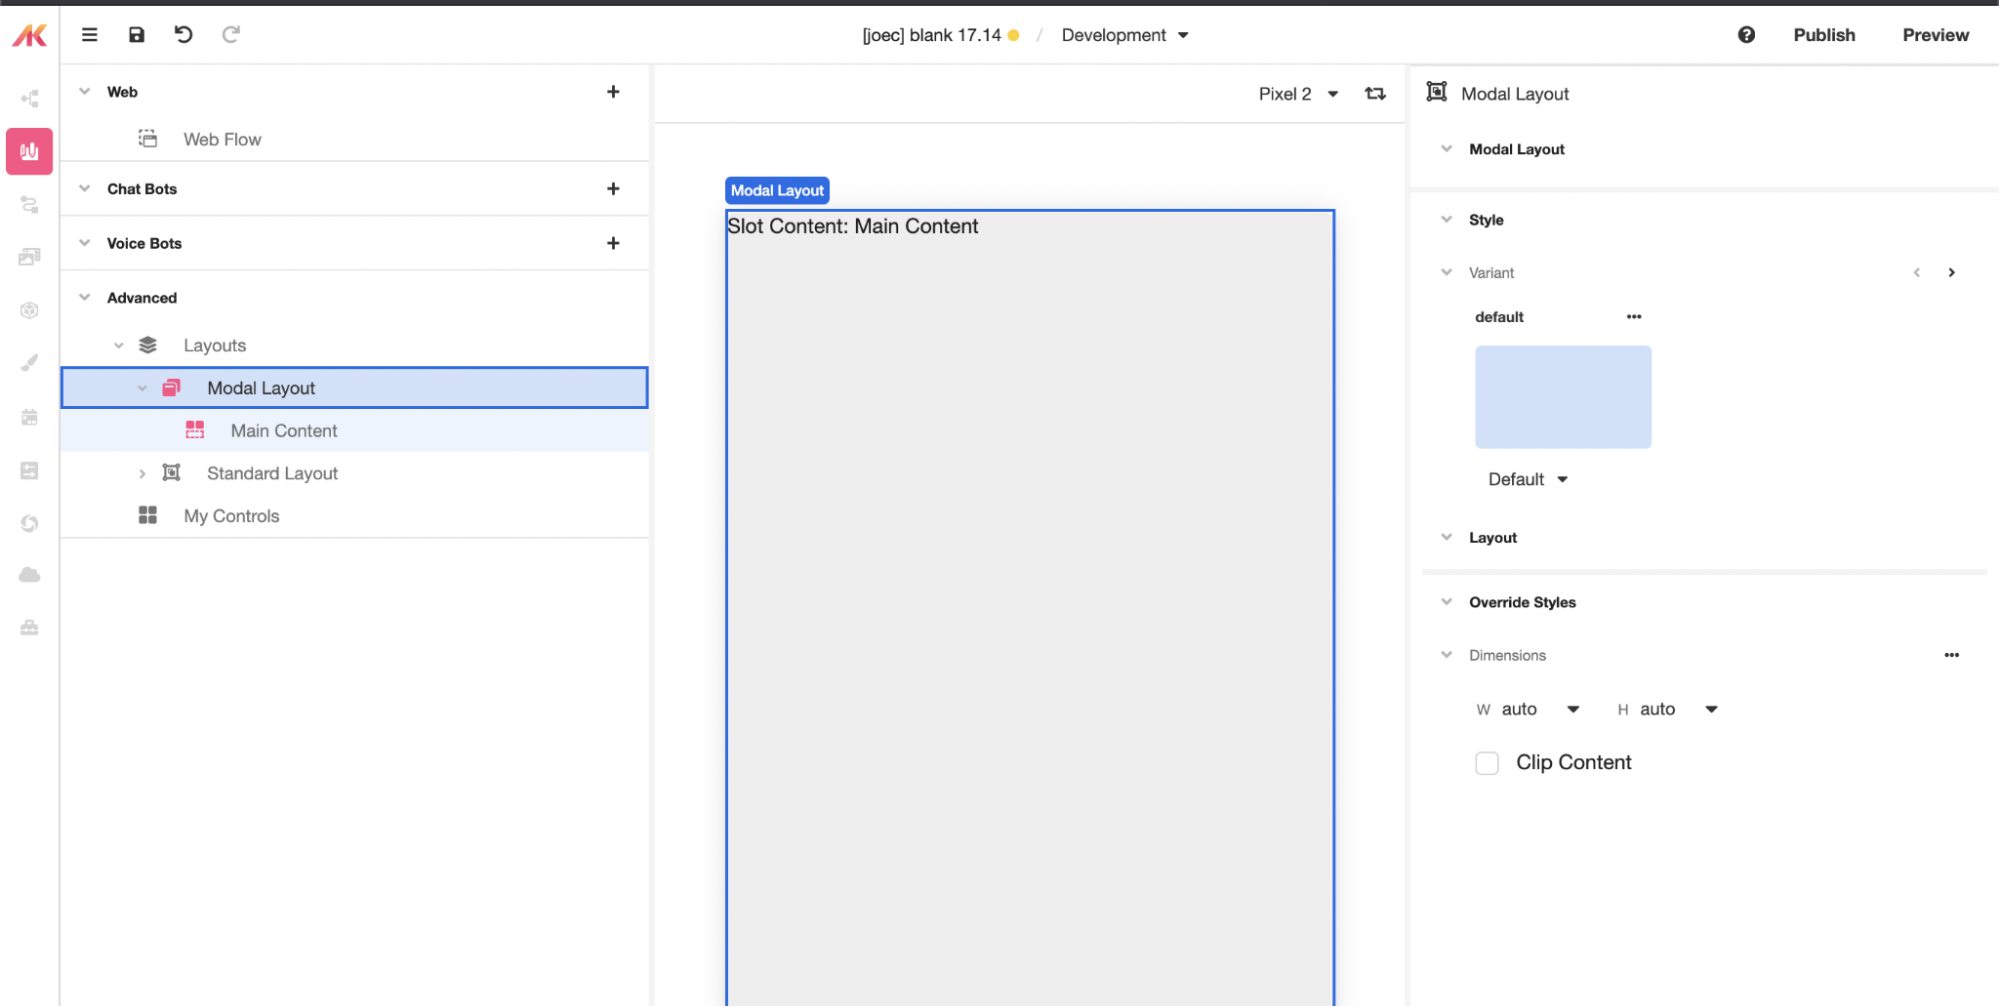 [joec] blank 17.14 / Development
Publish
Preview
Web
Web Flow
Chat Bots
Voice Bots
Advanced
Layouts
Modal Layout
Main Content
Standard Layout
My Controls
Pixel 2
Modal Layout
Slot Content: Main Content
Modal Layout
Modal Layout
Style
Variant
default
Default
Layout
Override Styles
Dimensions
W auto H auto
Clip Content